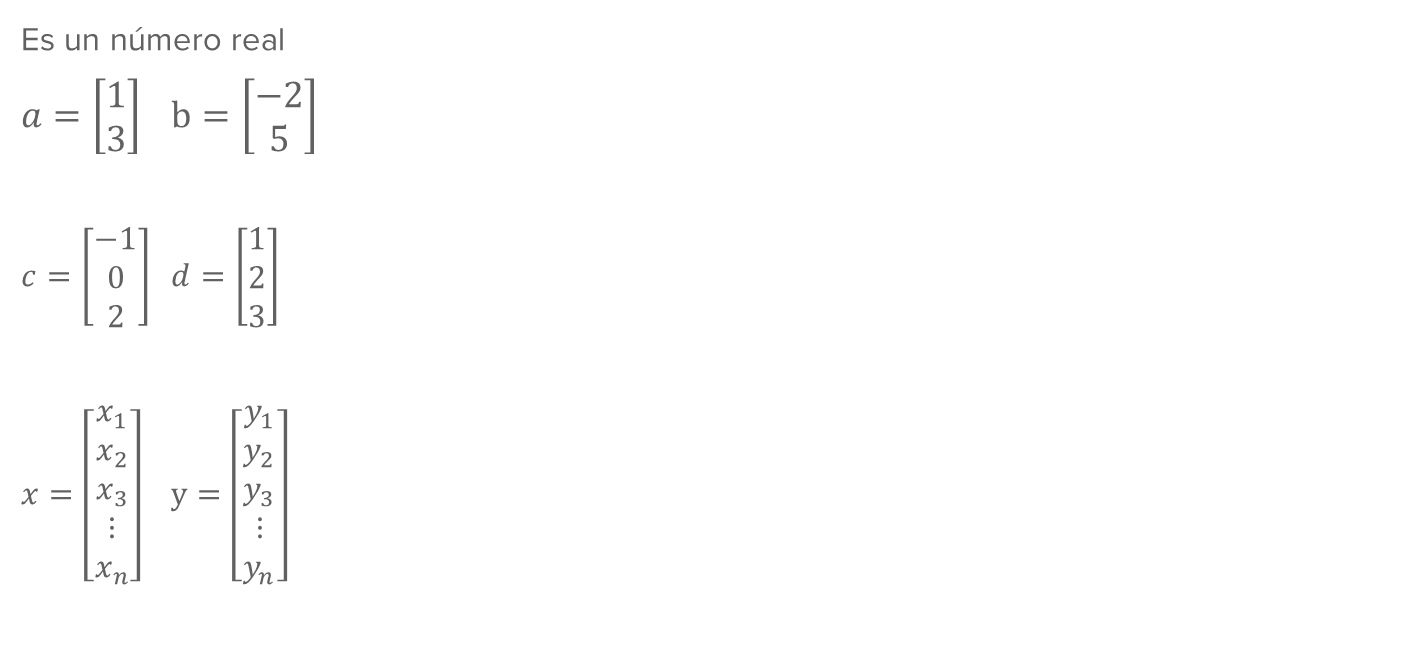 Es un número real
a = [1 3] b = [−2 5]
c = [−1 0 2] d = [1 2 3]
x = [x₁ x₂ x₃ ⋮ xₙ] y = [y₁ y₂ y₃ ⋮ yₙ]